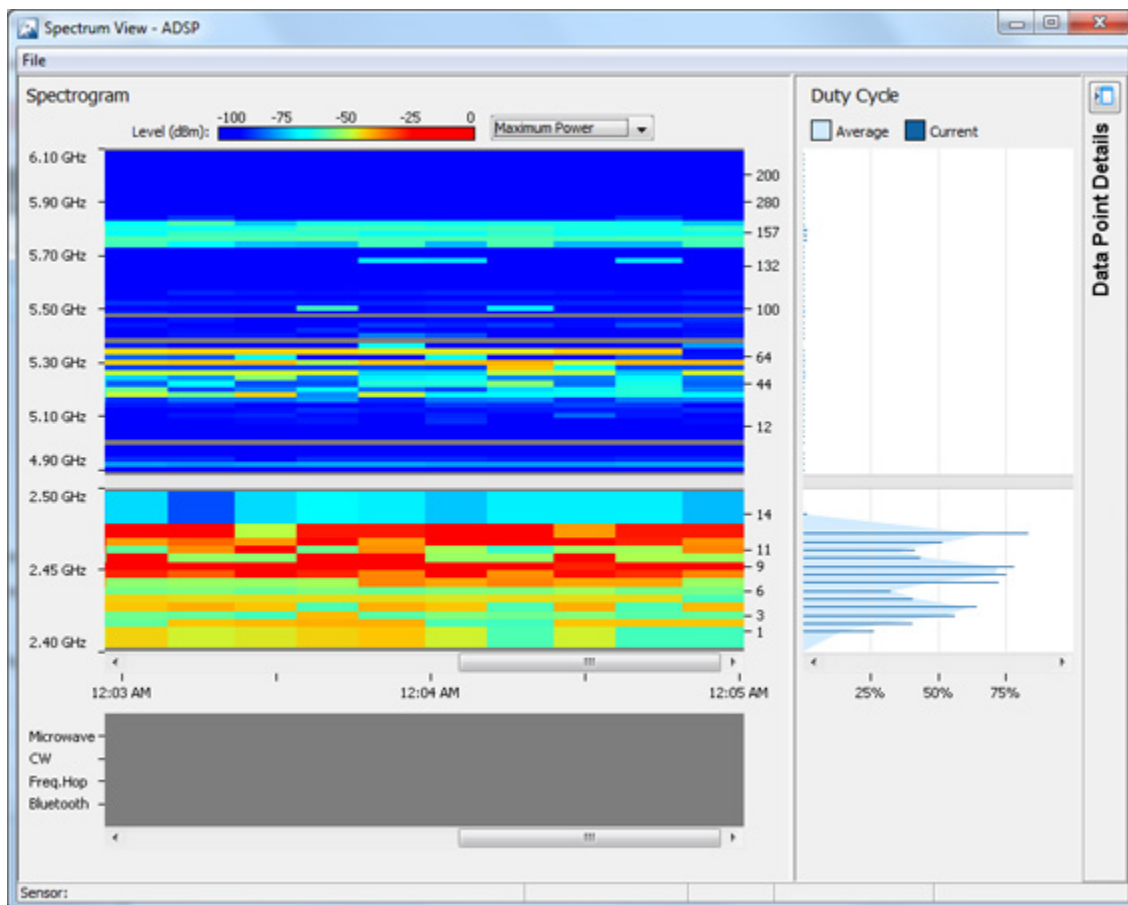 Spectrum View - ADSP
File
Spectrogram
Level (dBm):
-100 -75 -50 -25 0
Maximum Power
6.10 GHz
5.90 GHz
5.70 GHz
5.50 GHz
5.30 GHz
5.10 GHz
4.90 GHz
2.50 GHz
2.45 GHz
2.40 GHz
200
280
157
132
100
64
44
12
14
11
9
6
3
1
12:03 AM 12:04 AM 12:05 AM
Microwave
CW
Freq.Hop
Bluetooth
Duty Cycle
Average Current
25% 50% 75%
Data Point Details
Sensor: